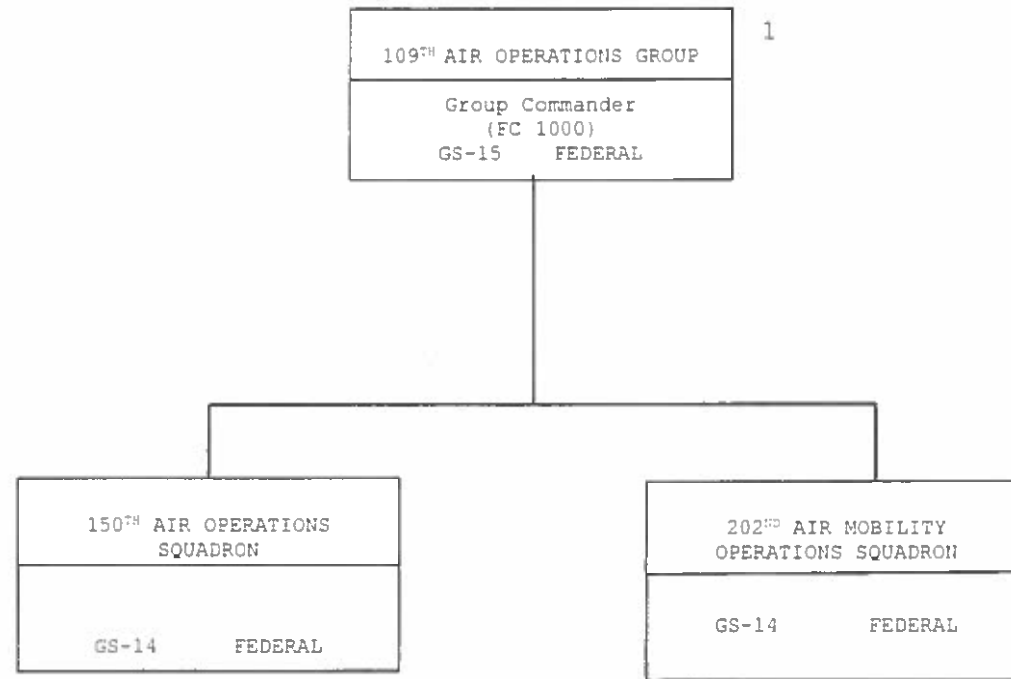 109TH AIR OPERATIONS GROUP
1
Group Commander
(FC 1000)
GS-15 FEDERAL
150TH AIR OPERATIONS
SQUADRON
GS-14 FEDERAL
202ND AIR MOBILITY
OPERATIONS SQUADRON
GS-14 FEDERAL